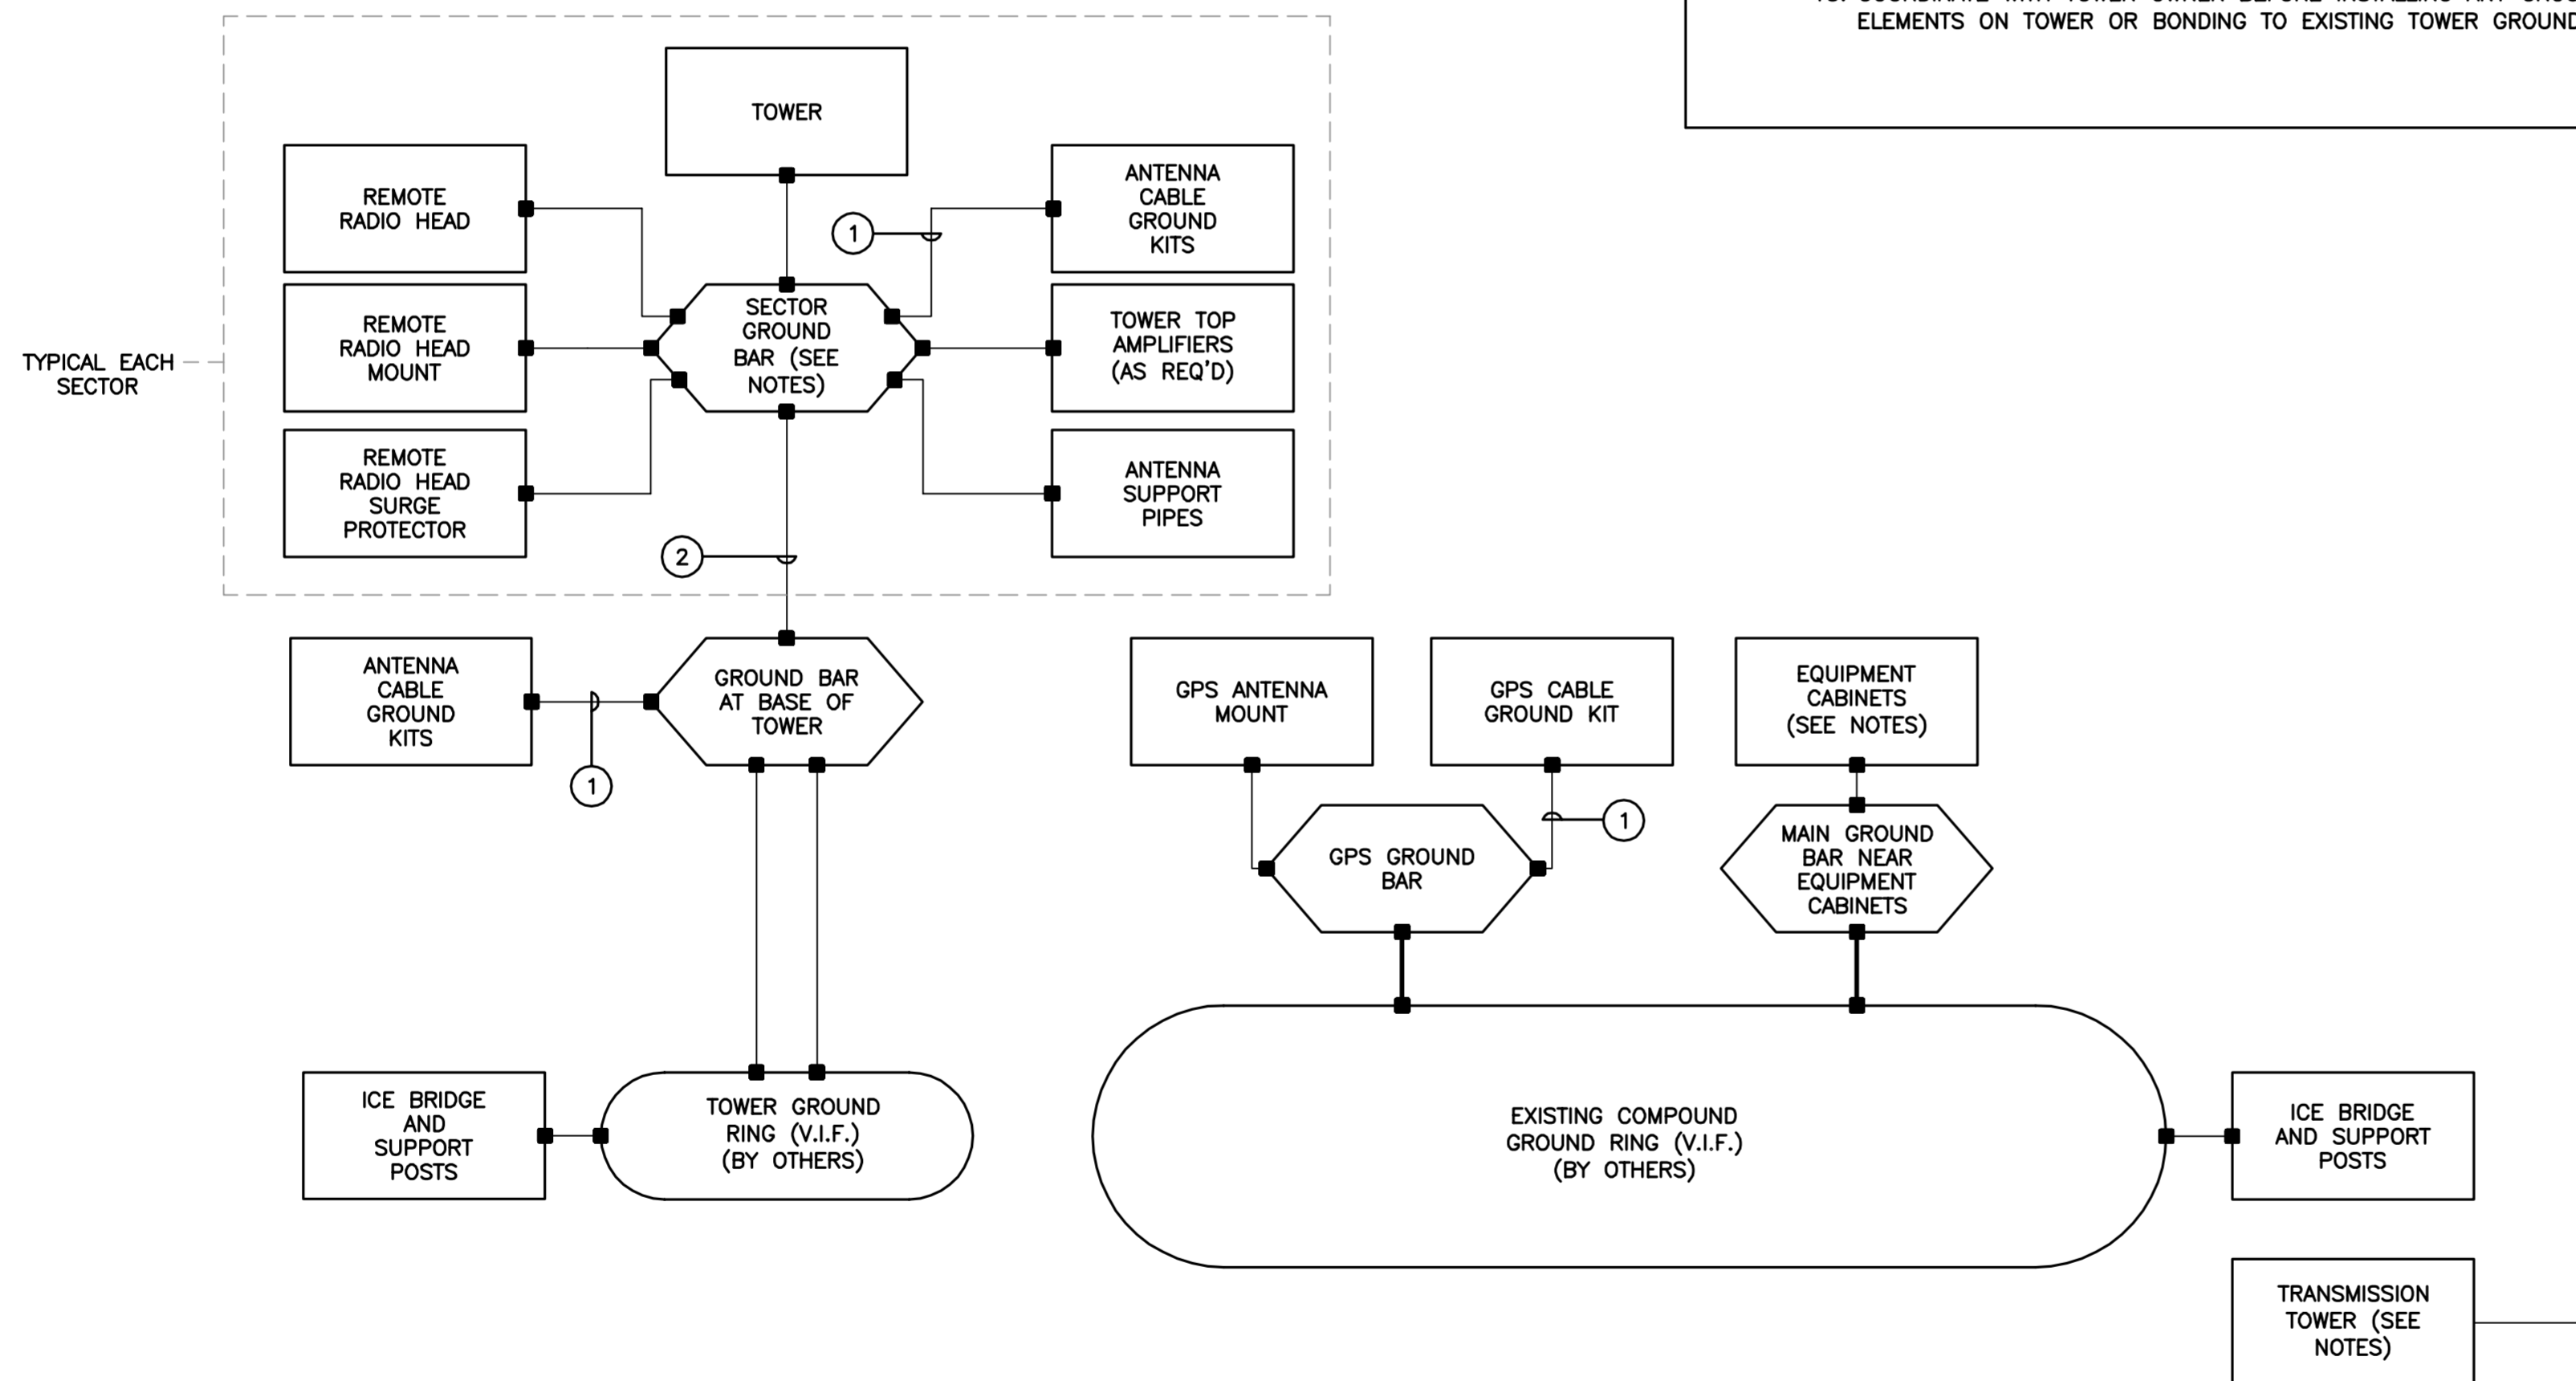 ELEMENTS ON TOWER OR BONDING TO EXISTING TOWER GROUND
TOWER
REMOTE
RADIO HEAD
ANTENNA
CABLE
GROUND
KITS
1
REMOTE
RADIO HEAD
MOUNT
SECTOR
GROUND
BAR (SEE
NOTES)
TOWER TOP
AMPLIFIERS
(AS REQ'D)
TYPICAL EACH
SECTOR
REMOTE
RADIO HEAD
SURGE
PROTECTOR
ANTENNA
SUPPORT
PIPES
2
ANTENNA
CABLE
GROUND
KITS
GROUND BAR
AT BASE OF
TOWER
GPS ANTENNA
MOUNT
GPS CABLE
GROUND KIT
EQUIPMENT
CABINETS
(SEE NOTES)
1
1
GPS GROUND
BAR
MAIN GROUND
BAR NEAR
EQUIPMENT
CABINETS
ICE BRIDGE
AND
SUPPORT
POSTS
TOWER GROUND
RING (V.I.F.)
(BY OTHERS)
EXISTING COMPOUND
GROUND RING (V.I.F.)
(BY OTHERS)
ICE BRIDGE
AND SUPPORT
POSTS
TRANSMISSION
TOWER (SEE
NOTES)